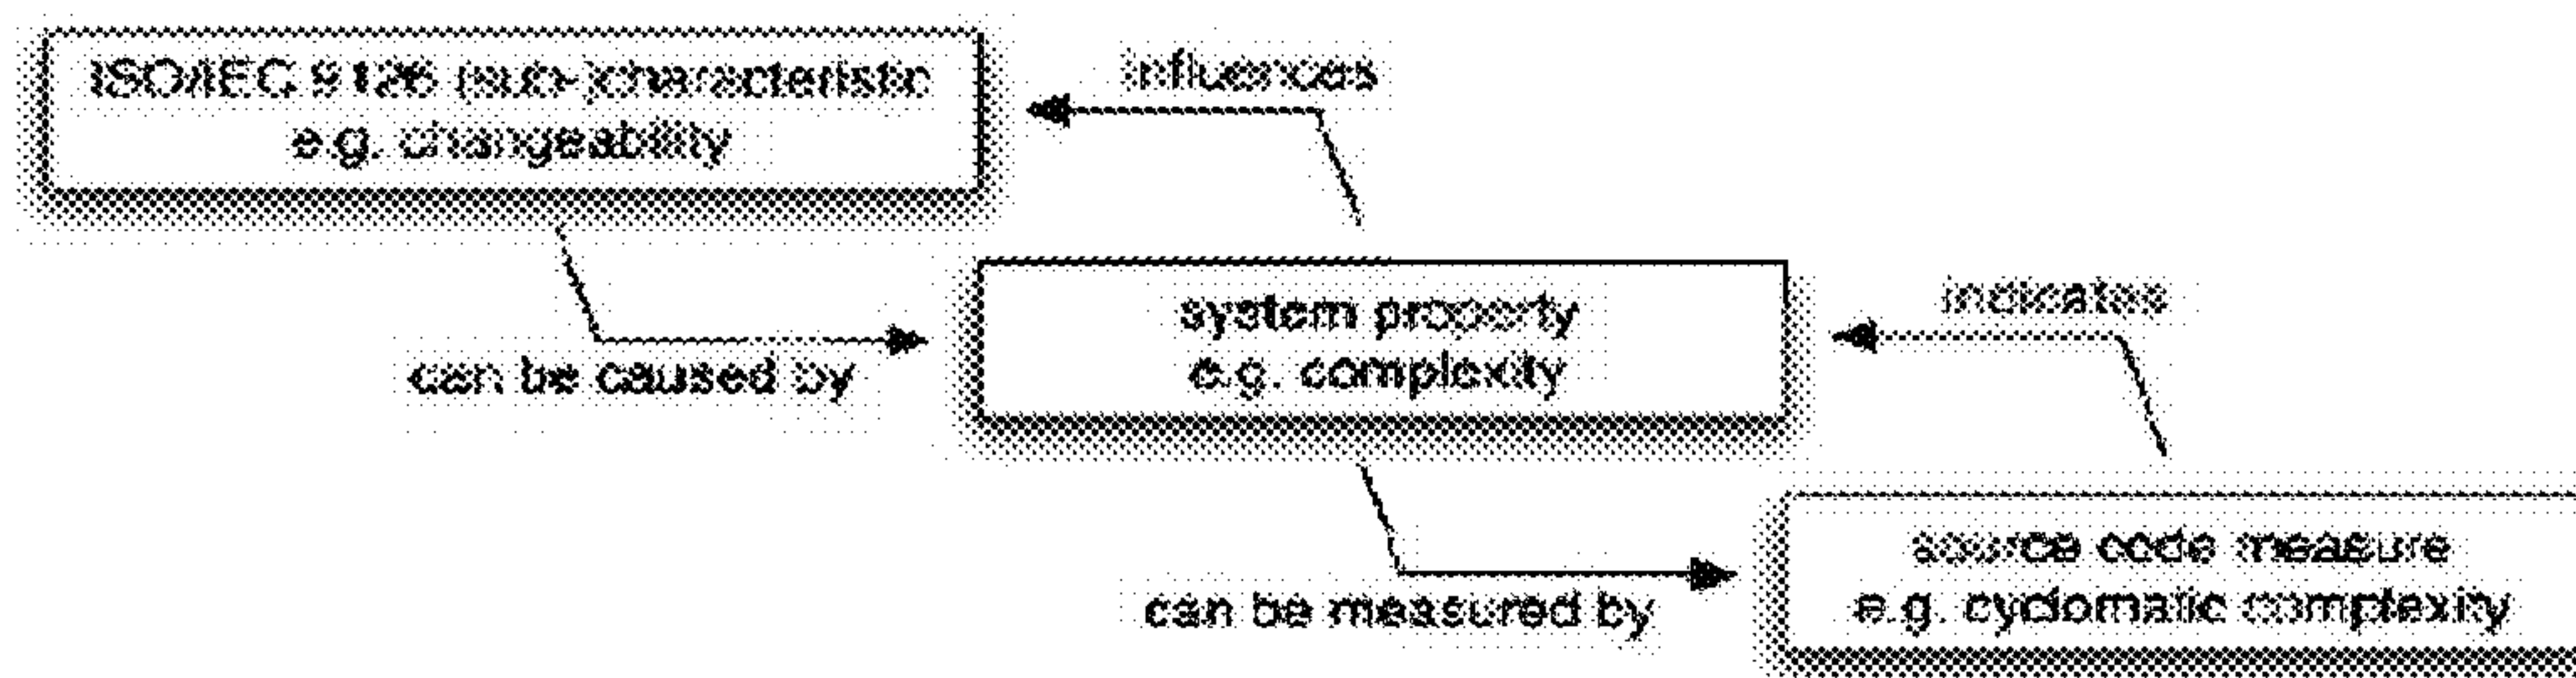 ISO/IEC 9126 (sub-)characteristic
e.g. changeability
influences
can be caused by
system property
e.g. complexity
indicates
can be measured by
source code measure
e.g. cyclomatic complexity